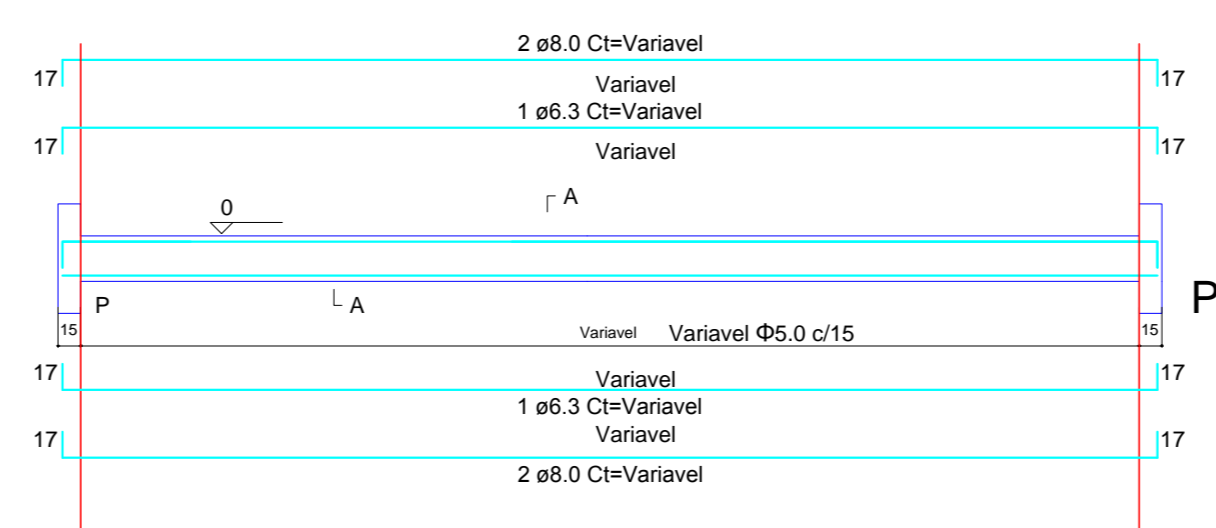 2 ø8.0 Ct=Variavel
17 17
Variavel
1 ø6.3 Ct=Variavel
17 17
Variavel
A
0
P P
A
15 Variavel Variavel Φ5.0 c/15 15
17 17
Variavel
1 ø6.3 Ct=Variavel
Variavel
17 17
2 ø8.0 Ct=Variavel